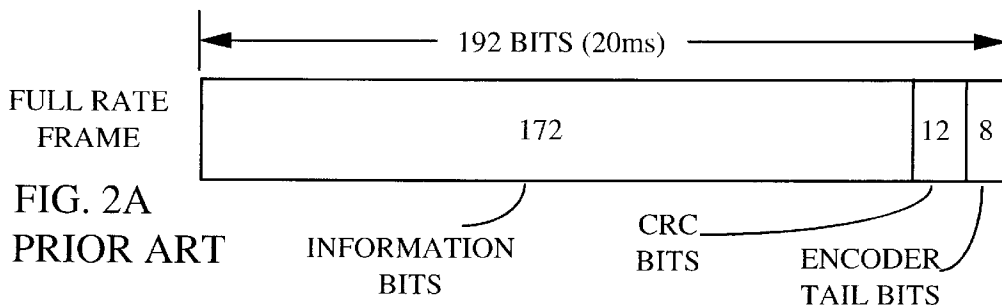 192 BITS (20ms)
FULL RATE
FRAME
172
12
8
FIG. 2A
PRIOR ART
INFORMATION
BITS
CRC
BITS
ENCODER
TAIL BITS